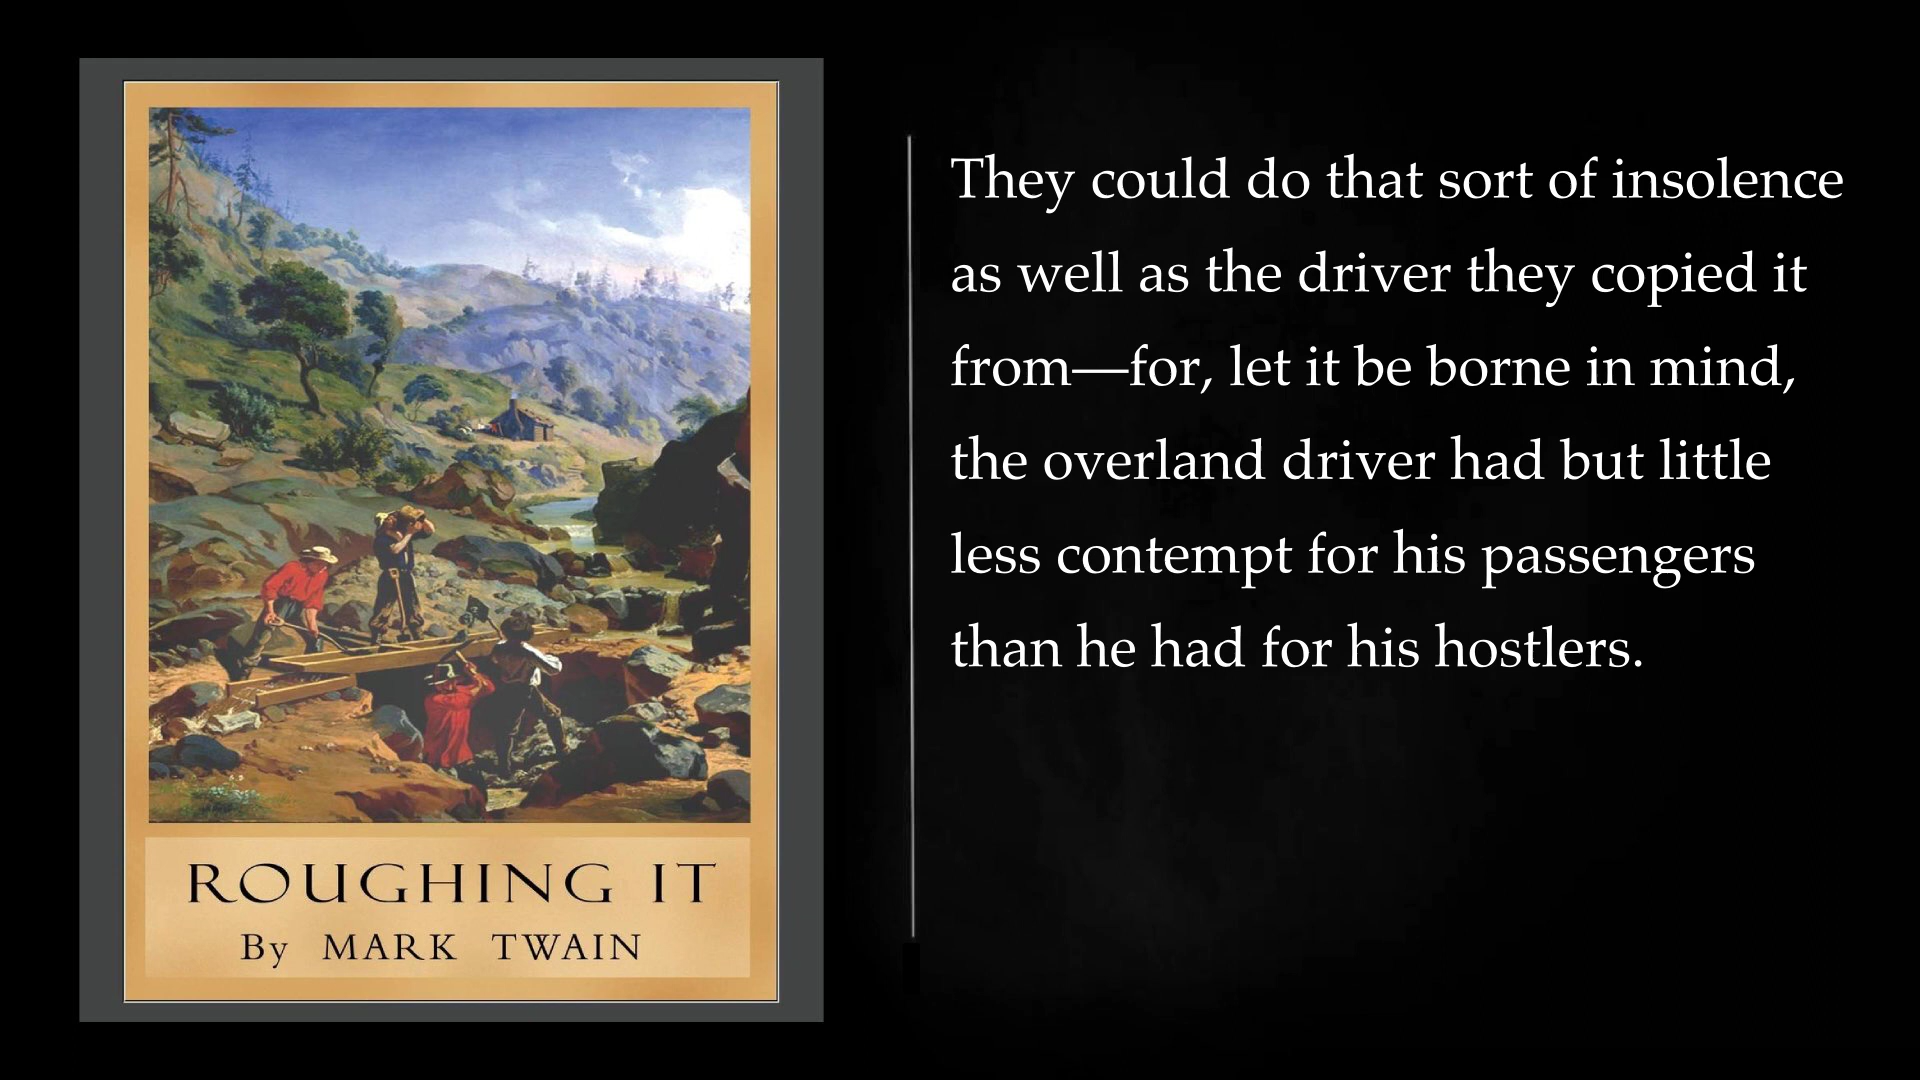 ROUGHING IT
By MARK TWAIN
They could do that sort of insolence
as well as the driver they copied it
from—for, let it be borne in mind,
the overland driver had but little
less contempt for his passengers
than he had for his hostlers.